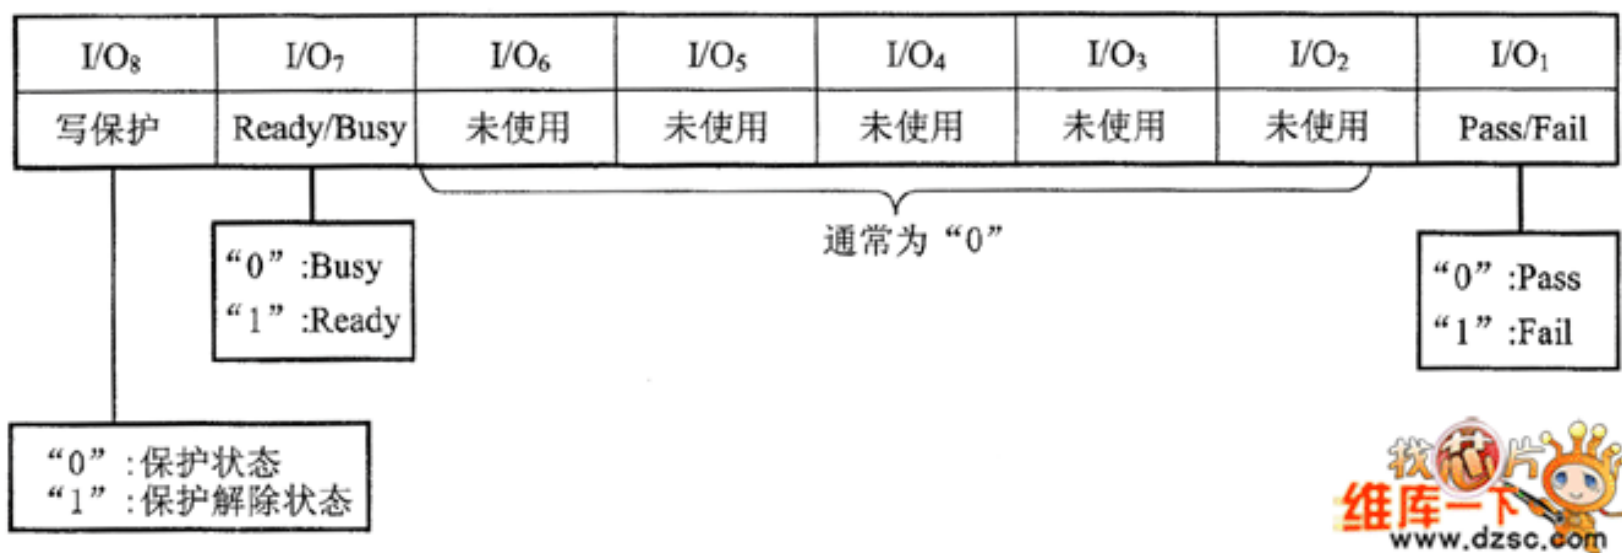 I/O₈ I/O₇ I/O₆ I/O₅ I/O₄ I/O₃ I/O₂ I/O₁
写保护 Ready/Busy 未使用 未使用 未使用 未使用 未使用 Pass/Fail
通常为“0”
“0”:Busy
“1”:Ready
“0”:Pass
“1”:Fail
“0”:保护状态
“1”:保护解除状态
找芯片
维库一下
www.dzsc.com